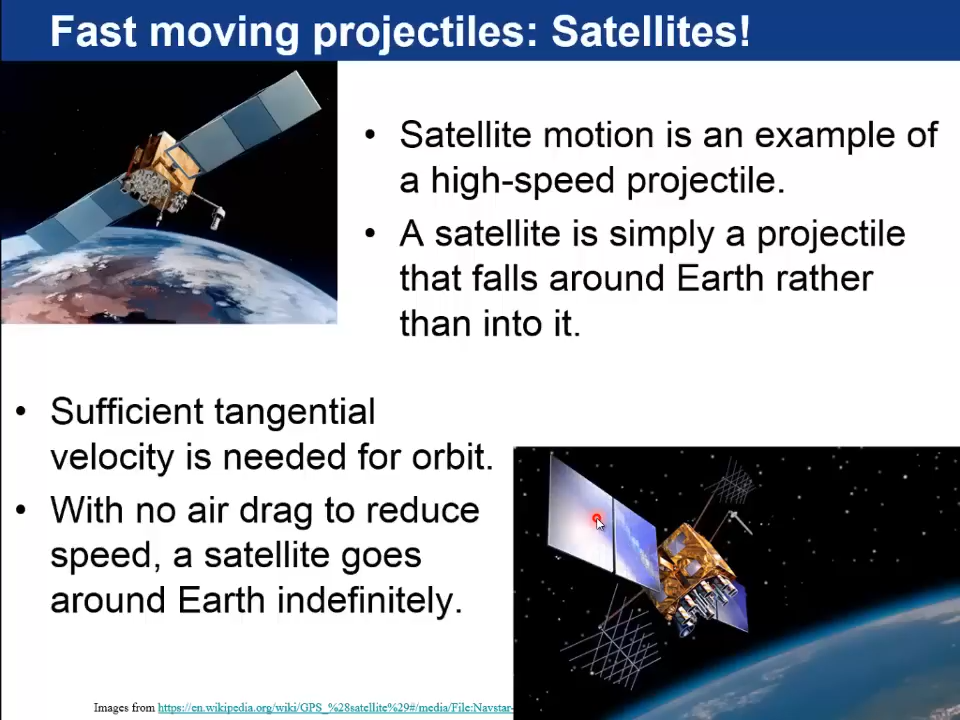 Fast moving projectiles: Satellites!
• Satellite motion is an example of
a high-speed projectile.
• A satellite is simply a projectile
that falls around Earth rather
than into it.
• Sufficient tangential
velocity is needed for orbit.
• With no air drag to reduce
speed, a satellite goes
around Earth indefinitely.
Images from https://en.wikipedia.org/wiki/GPS_%28satellite%29#/media/File:Navstar-